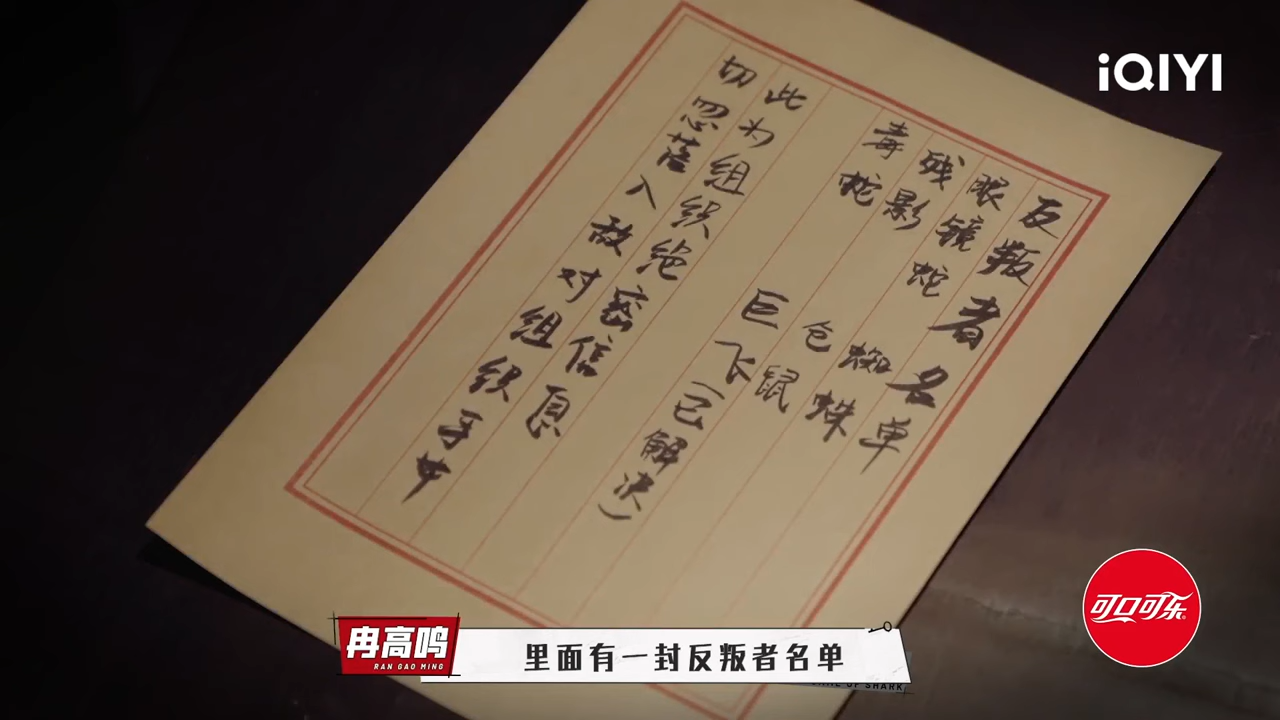 iQIYI
反叛者名单
眼镜蛇 蜘蛛
残影 仓鼠
毒蛇 巨飞(已解决)
此为组织绝密信息
切忽落入敌对组织手中
可口可乐
冉高鸣
RAN GAO MING
里面有一封反叛者名单
OF SHARK